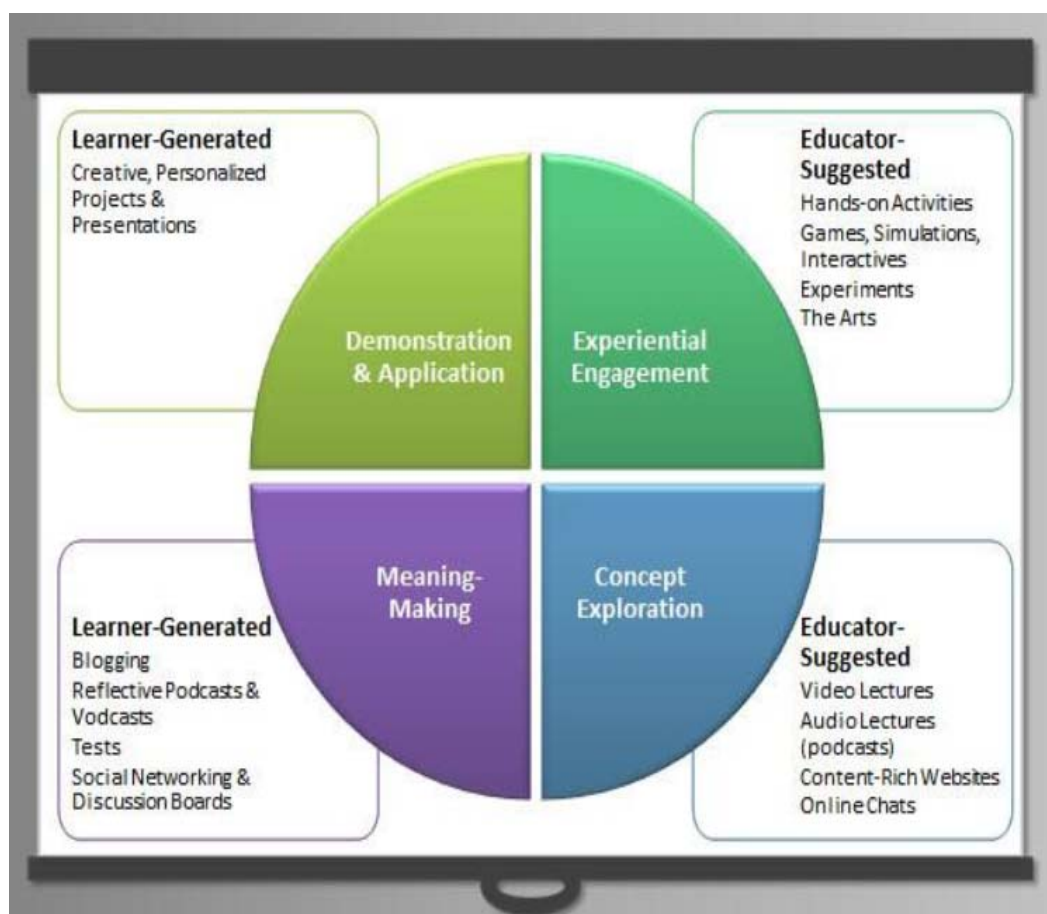 Learner-Generated
Creative, Personalized
Projects &
Presentations
Educator-
Suggested
Hands-on Activities
Games, Simulations,
Interactives
Experiments
The Arts
Demonstration
& Application
Experiential
Engagement
Meaning-
Making
Concept
Exploration
Learner-Generated
Blogging
Reflective Podcasts &
Vodcasts
Tests
Social Networking &
Discussion Boards
Educator-
Suggested
Video Lectures
Audio Lectures
(podcasts)
Content-Rich Websites
Online Chats